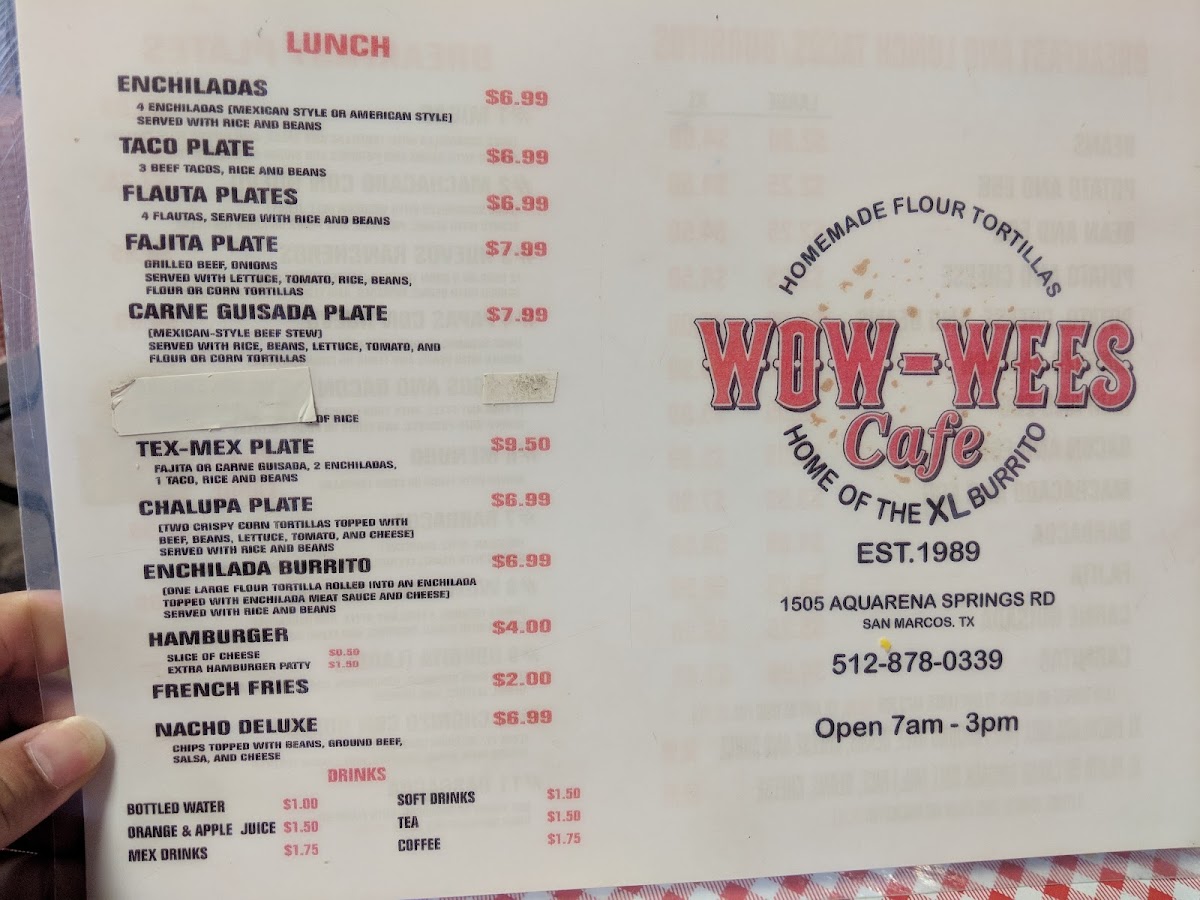 LUNCH
ENCHILADAS $6.99
4 ENCHILADAS (MEXICAN STYLE OR AMERICAN STYLE)
SERVED WITH RICE AND BEANS
TACO PLATE $6.99
3 BEEF TACOS, RICE AND BEANS
FLAUTA PLATES $6.99
4 FLAUTAS, SERVED WITH RICE AND BEANS
FAJITA PLATE $7.99
GRILLED BEEF, ONIONS
SERVED WITH LETTUCE, TOMATO, RICE, BEANS,
FLOUR OR CORN TORTILLAS
CARNE GUISADA PLATE $7.99
(MEXICAN-STYLE BEEF STEW)
SERVED WITH RICE, BEANS, LETTUCE, TOMATO, AND
FLOUR OR CORN TORTILLAS
OF RICE
TEX-MEX PLATE $9.50
FAJITA OR CARNE GUISADA, 2 ENCHILADAS,
1 TACO, RICE AND BEANS
CHALUPA PLATE $6.99
(TWO CRISPY CORN TORTILLAS TOPPED WITH
BEEF, BEANS, LETTUCE, TOMATO, AND CHEESE)
SERVED WITH RICE AND BEANS
ENCHILADA BURRITO $6.99
(ONE LARGE FLOUR TORTILLA ROLLED INTO AN ENCHILADA
TOPPED WITH ENCHILADA MEAT SAUCE AND CHEESE)
SERVED WITH RICE AND BEANS
HAMBURGER $4.00
SLICE OF CHEESE $0.50
EXTRA HAMBURGER PATTY $1.50
FRENCH FRIES $2.00
NACHO DELUXE $6.99
CHIPS TOPPED WITH BEANS, GROUND BEEF,
SALSA, AND CHEESE
DRINKS
BOTTLED WATER $1.00
ORANGE & APPLE JUICE $1.50
MEX DRINKS $1.75
SOFT DRINKS $1.50
TEA $1.50
COFFEE $1.75
HOMEMADE FLOUR TORTILLAS
WOW-WEES
Cafe
HOME OF THE XL BURRITO
EST.1989
1505 AQUARENA SPRINGS RD
SAN MARCOS, TX
512-878-0339
Open 7am - 3pm